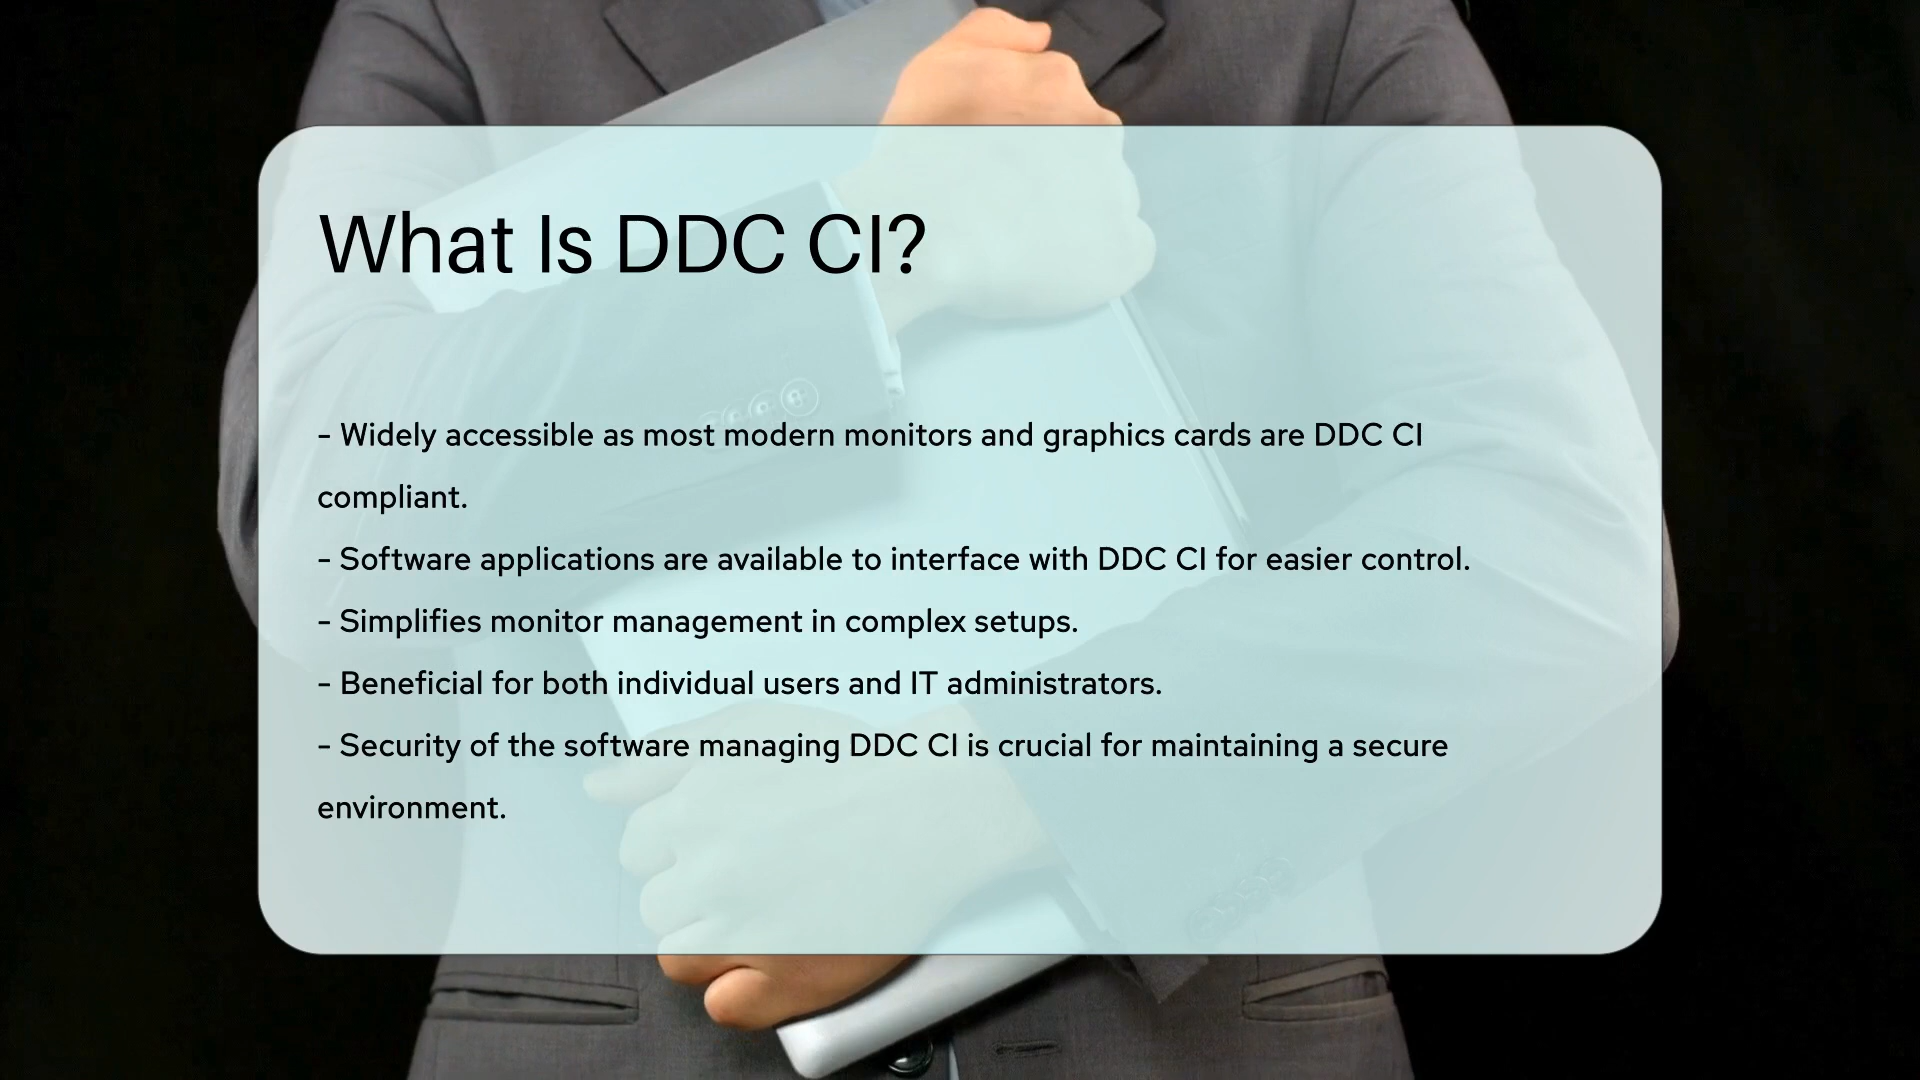 What Is DDC CI?
- Widely accessible as most modern monitors and graphics cards are DDC CI
compliant.
- Software applications are available to interface with DDC CI for easier control.
- Simplifies monitor management in complex setups.
- Beneficial for both individual users and IT administrators.
- Security of the software managing DDC CI is crucial for maintaining a secure
environment.